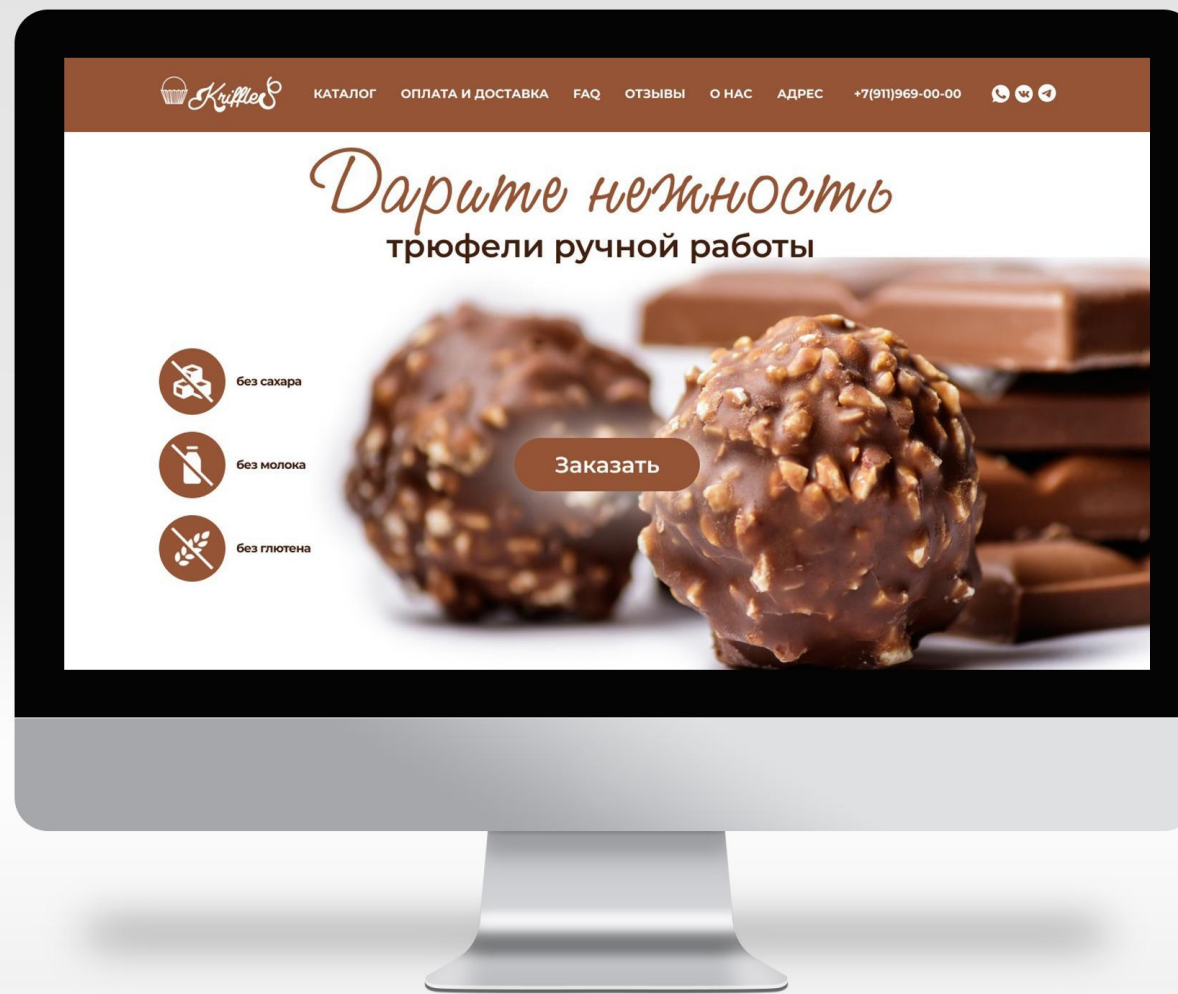 Kriffles
КАТАЛОГ
ОПЛАТА И ДОСТАВКА
FAQ
ОТЗЫВЫ
О НАС
АДРЕС
+7(911)969-00-00
Дарите нежность
трюфели ручной работы
без сахара
без молока
без глютена
Заказать